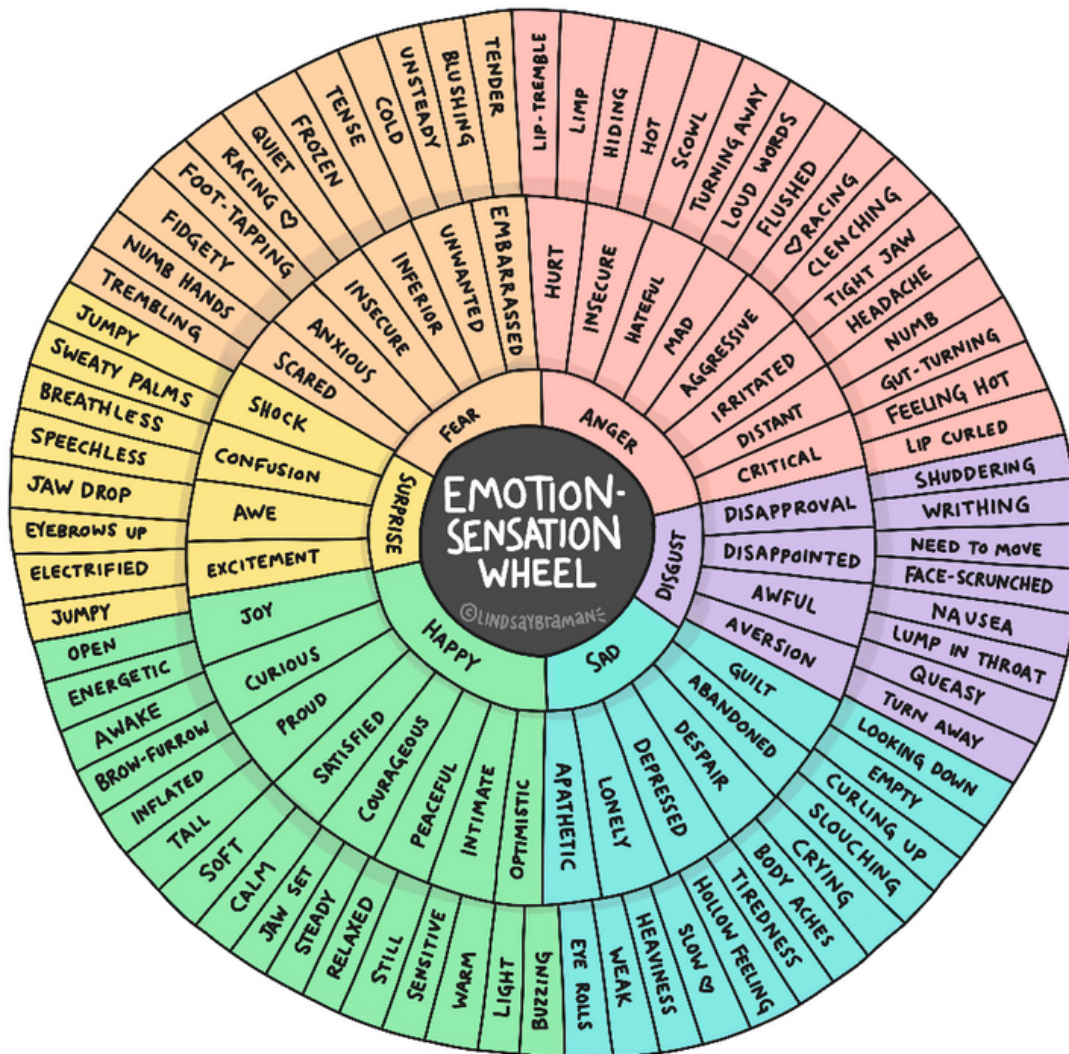 EMOTION-
SENSATION
WHEEL
©LINDSAYBRAMAN
FEAR
ANGER
DISGUST
SAD
HAPPY
SURPRISE
SCARED
ANXIOUS
INSECURE
INFERIOR
UNWANTED
EMBARRASSED
HURT
INSECURE
HATEFUL
MAD
AGGRESSIVE
IRRITATED
DISTANT
CRITICAL
DISAPPROVAL
DISAPPOINTED
AWFUL
AVERSION
GUILT
ABANDONED
DESPAIR
DEPRESSED
LONELY
APATHETIC
OPTIMISTIC
INTIMATE
PEACEFUL
COURAGEOUS
SATISFIED
PROUD
CURIOUS
JOY
EXCITEMENT
AWE
CONFUSION
SHOCK
TREMBLING
NUMB HANDS
FIDGETY
FOOT-TAPPING
RACING ♡
QUIET
FROZEN
TENSE
COLD
UNSTEADY
BLUSHING
TENDER
LIP-TREMBLE
LIMP
HIDING
HOT
SCOWL
TURNING AWAY
LOUD WORDS
FLUSHED
♡ RACING
CLENCHING
TIGHT JAW
HEADACHE
NUMB
GUT-TURNING
FEELING HOT
LIP CURLED
SHUDDERING
WRITHING
NEED TO MOVE
FACE-SCRUNCHED
NAUSEA
LUMP IN THROAT
QUEASY
TURN AWAY
LOOKING DOWN
EMPTY
CURLING UP
SLOUCHING
CRYING
BODY ACHES
TIREDNESS
HOLLOW FEELING
SLOW ♡
HEAVINESS
WEAK
EYE ROLLS
BUZZING
LIGHT
WARM
SENSITIVE
STILL
RELAXED
STEADY
JAW SET
CALM
SOFT
TALL
INFLATED
BROW-FURROW
AWAKE
ENERGETIC
OPEN
JUMPY
ELECTRIFIED
EYEBROWS UP
JAW DROP
SPEECHLESS
BREATHLESS
SWEATY PALMS
JUMPY